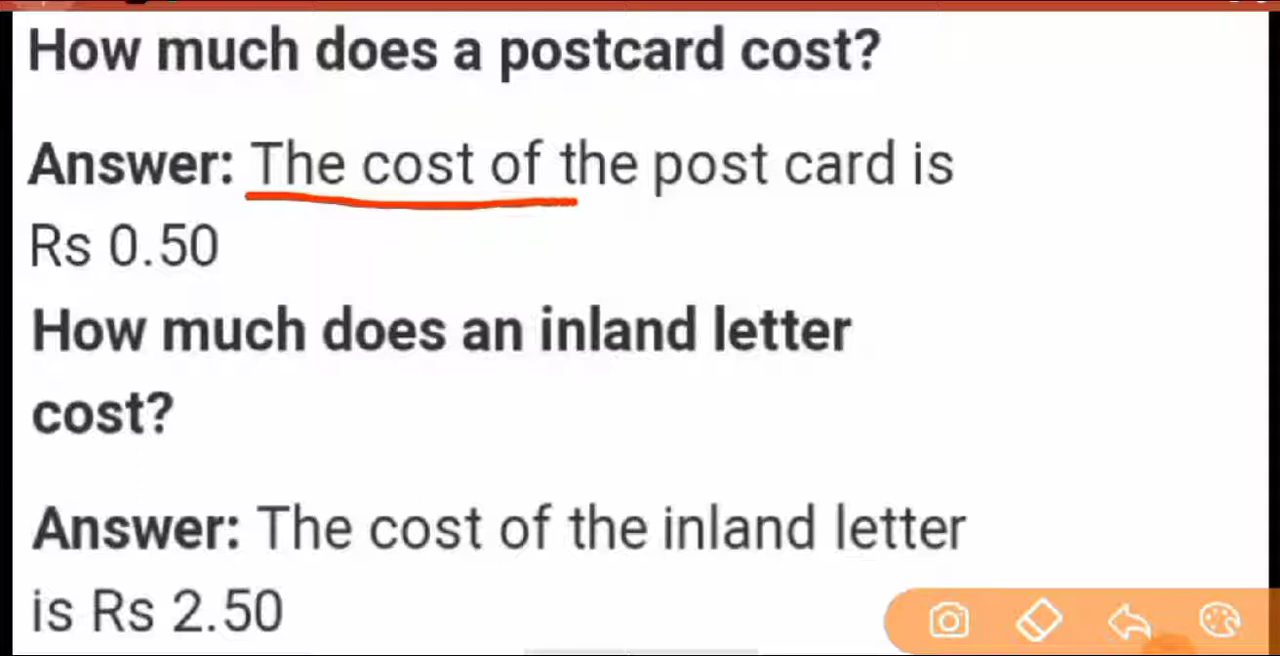 How much does a postcard cost?
Answer: The cost of the post card is
Rs 0.50
How much does an inland letter
cost?
Answer: The cost of the inland letter
is Rs 2.50